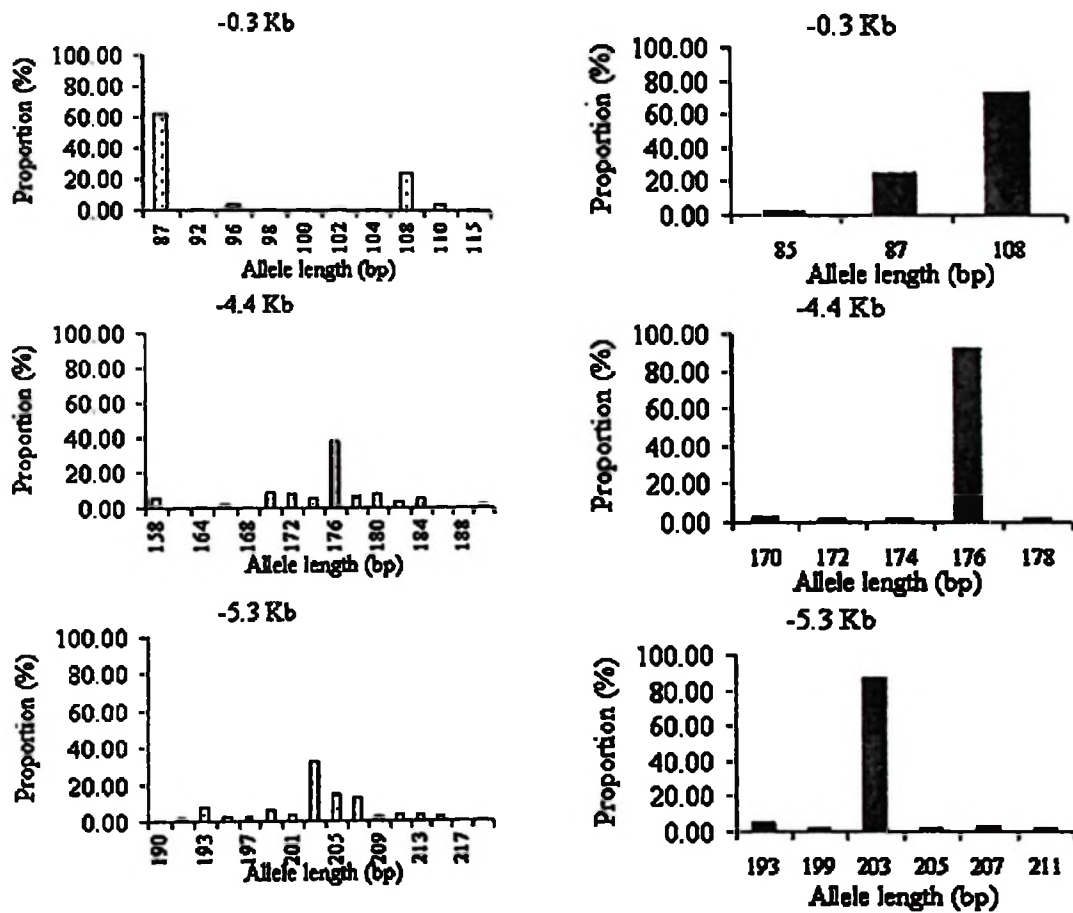 -0.3 Kb
Proportion (%)
100.00
80.00
60.00
40.00
20.00
0.00
87 92 96 98 100 102 104 108 110 115
Allele length (bp)
-0.3 Kb
Proportion (%)
100.00
80.00
60.00
40.00
20.00
0.00
85 87 108
Allele length (bp)
-4.4 Kb
Proportion (%)
100.00
80.00
60.00
40.00
20.00
0.00
158 164 168 172 176 180 184 188
Allele length (bp)
-4.4 Kb
Proportion (%)
100.00
80.00
60.00
40.00
20.00
0.00
170 172 174 176 178
Allele length (bp)
-5.3 Kb
Proportion (%)
100.00
80.00
60.00
40.00
20.00
0.00
190 193 197 201 205 209 213 217
Allele length (bp)
-5.3 Kb
Proportion (%)
100.00
80.00
60.00
40.00
20.00
0.00
193 199 203 205 207 211
Allele length (bp)